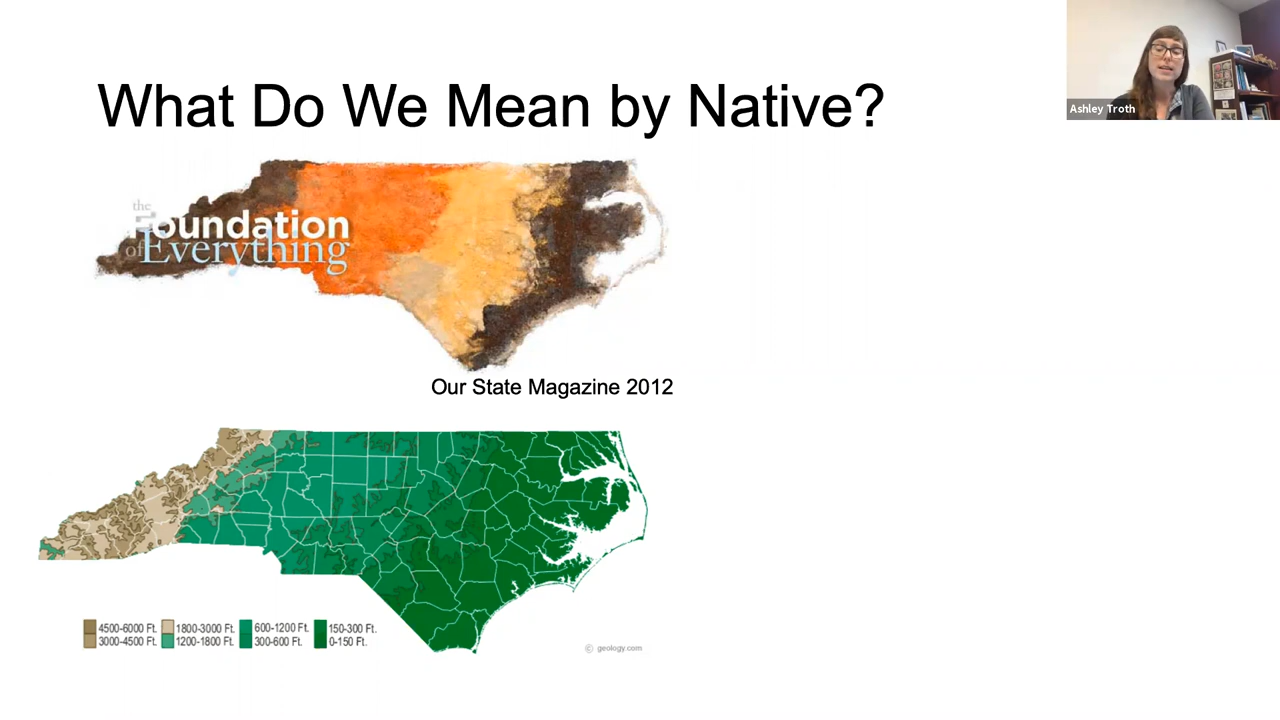 What Do We Mean by Native?
Ashley Troth
the
Foundation
of Everything
Our State Magazine 2012
4500-6000 Ft. 1800-3000 Ft. 600-1200 Ft. 150-300 Ft.
3000-4500 Ft. 1200-1800 Ft. 300-600 Ft. 0-150 Ft.
© geology.com